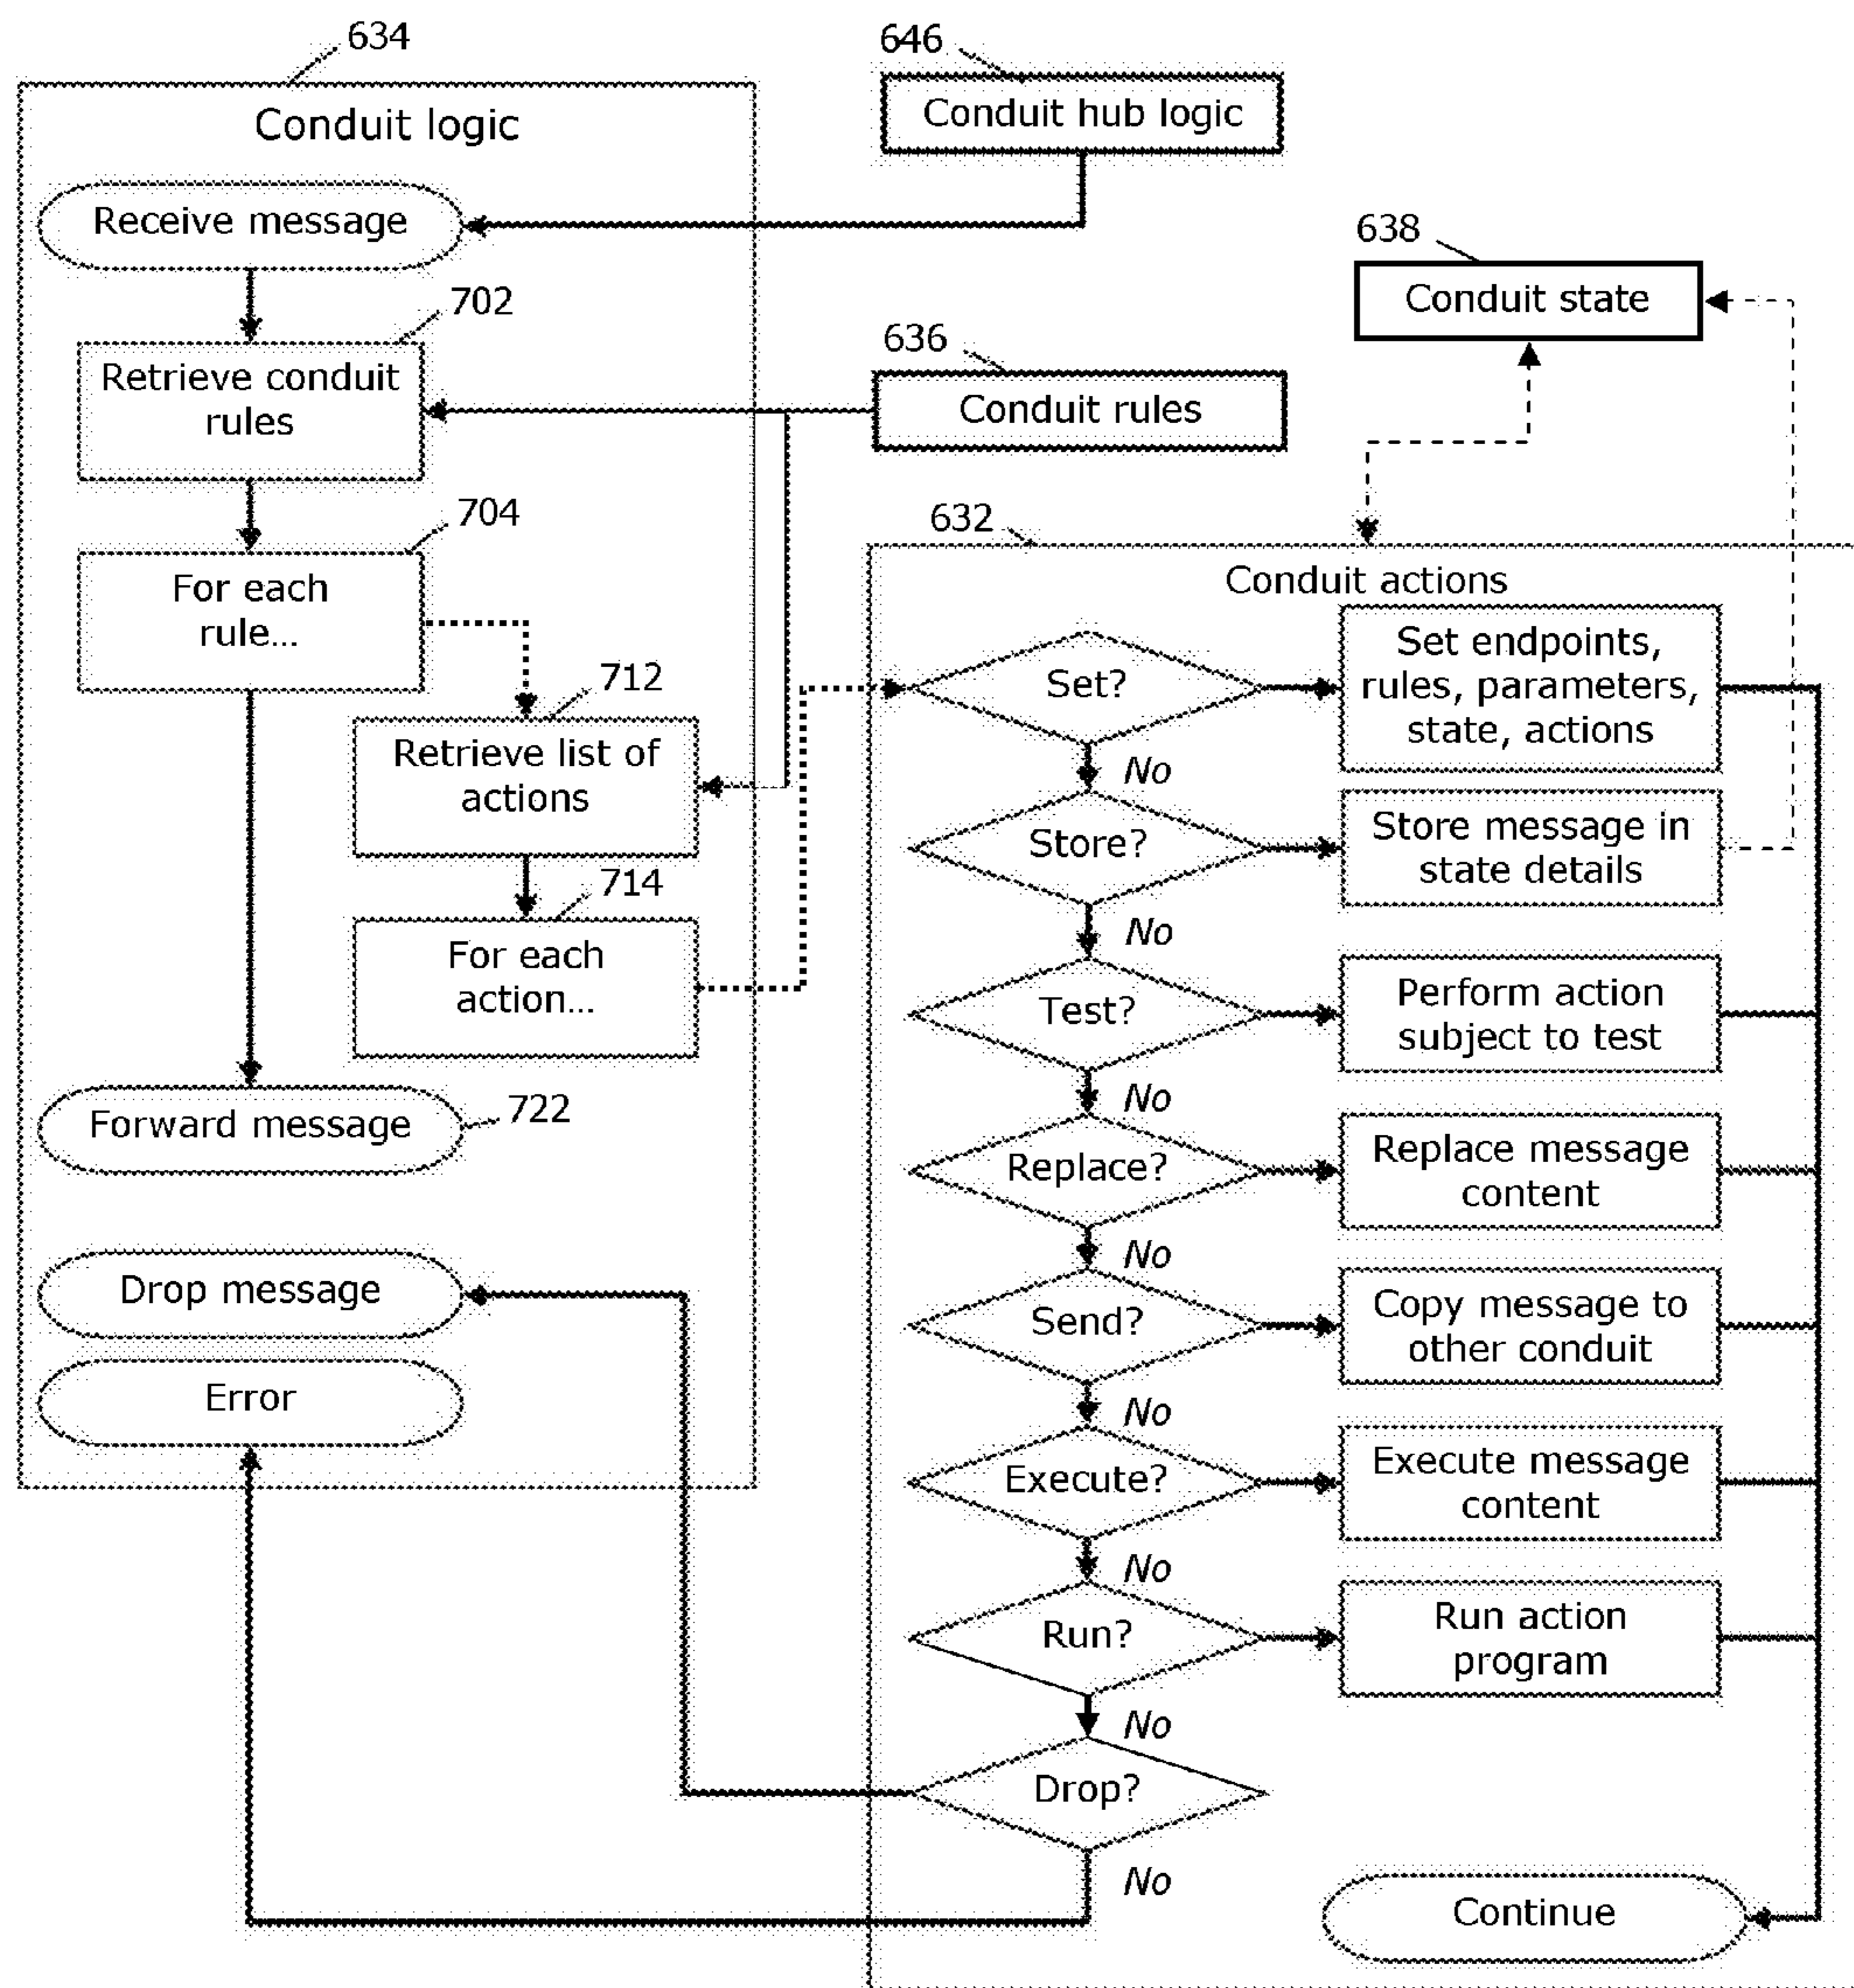 634
Conduit logic
Receive message
702
Retrieve conduit
rules
704
For each
rule...
712
Retrieve list of
actions
714
For each
action...
Forward message
722
Drop message
Error
646
Conduit hub logic
638
Conduit state
636
Conduit rules
632
Conduit actions
Set?
Set endpoints,
rules, parameters,
state, actions
No
Store?
Store message in
state details
No
Test?
Perform action
subject to test
No
Replace?
Replace message
content
No
Send?
Copy message to
other conduit
No
Execute?
Execute message
content
No
Run?
Run action
program
No
Drop?
No
Continue